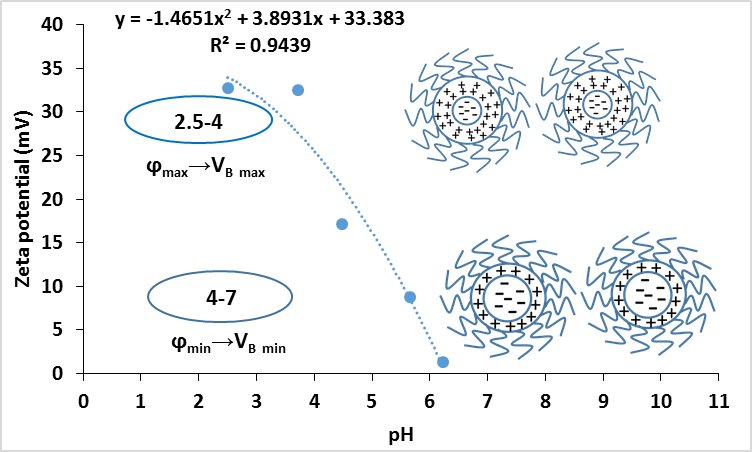 y = -1.4651x² + 3.8931x + 33.383
R² = 0.9439
Zeta potential (mV)
40
35
30
25
20
15
10
5
0
2.5-4
φmax→VB max
4-7
φmin→VB min
0 1 2 3 4 5 6 7 8 9 10 11
pH